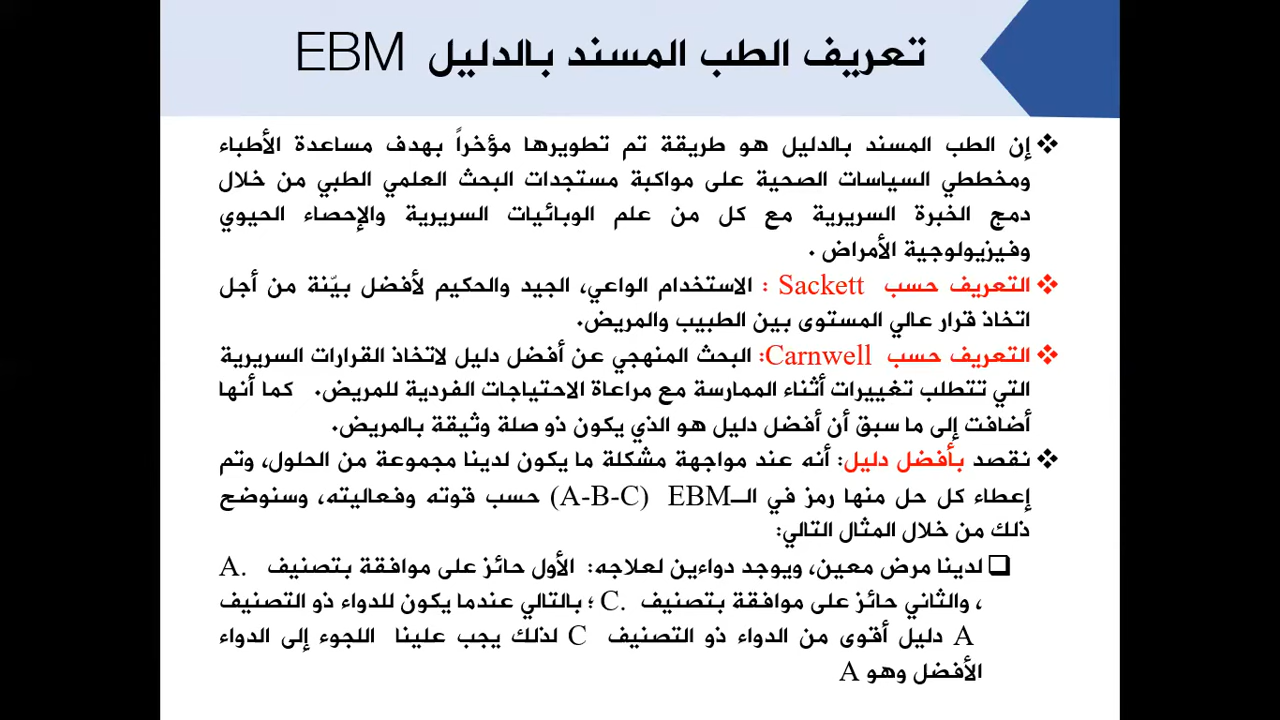 تعريف الطب المسند بالدليل EBM
❖ إن الطب المسند بالدليل هو طريقة تم تطويرها مؤخراً بهدف مساعدة الأطباء
ومخططي السياسات الصحية على مواكبة مستجدات البحث العلمي الطبي من خلال
دمج الخبرة السريرية مع كل من علم الوبائيات السريرية والإحصاء الحيوي
وفيزيولوجية الأمراض .
❖ التعريف حسب Sackett : الاستخدام الواعي، الجيد والحكيم لأفضل بيّنة من أجل
اتخاذ قرار عالي المستوى بين الطبيب والمريض.
❖ التعريف حسب Carnwell: البحث المنهجي عن أفضل دليل لاتخاذ القرارات السريرية
التي تتطلب تغييرات أثناء الممارسة مع مراعاة الاحتياجات الفردية للمريض. كما أنها
أضافت إلى ما سبق أن أفضل دليل هو الذي يكون ذو صلة وثيقة بالمريض.
❖ نقصد بأفضل دليل: أنه عند مواجهة مشكلة ما يكون لدينا مجموعة من الحلول، وتم
إعطاء كل حل منها رمز في الـEBM (A-B-C) حسب قوته وفعاليته، وسنوضح
ذلك من خلال المثال التالي:
❑ لدينا مرض معين، ويوجد دواءين لعلاجه: الأول حائز على موافقة بتصنيف A.
، والثاني حائز على موافقة بتصنيف C. ؛ بالتالي عندما يكون للدواء ذو التصنيف
A دليل أقوى من الدواء ذو التصنيف C لذلك يجب علينا اللجوء إلى الدواء
الأفضل وهو A